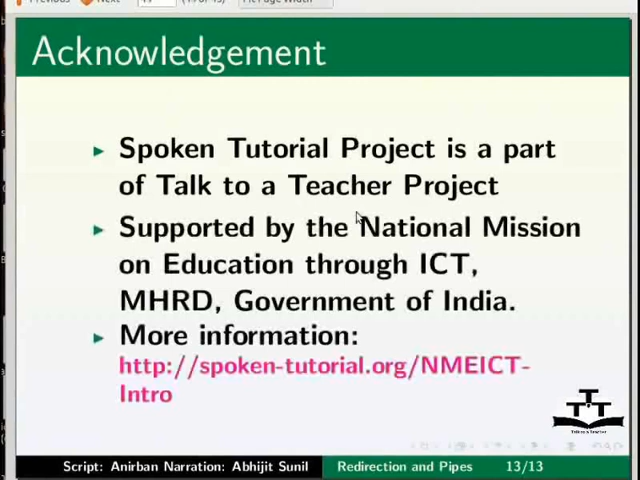 Acknowledgement
Spoken Tutorial Project is a part
of Talk to a Teacher Project
Supported by the National Mission
on Education through ICT,
MHRD, Government of India.
More information:
http://spoken-tutorial.org/NMEICT-
Intro
Script: Anirban Narration: Abhijit Sunil
Redirection and Pipes
13/13